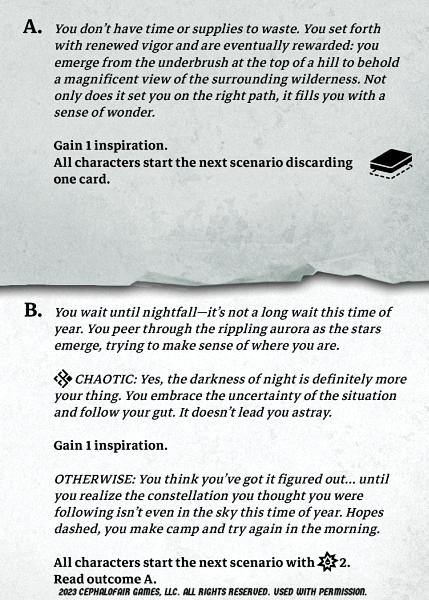 A. You don't have time or supplies to waste. You set forth
with renewed vigor and are eventually rewarded: you
emerge from the underbrush at the top of a hill to behold
a magnificent view of the surrounding wilderness. Not
only does it set you on the right path, it fills you with a
sense of wonder.
Gain 1 inspiration.
All characters start the next scenario discarding
one card.
B. You wait until nightfall—it's not a long wait this time of
year. You peer through the rippling aurora as the stars
emerge, trying to make sense of where you are.
CHAOTIC: Yes, the darkness of night is definitely more
your thing. You embrace the uncertainty of the situation
and follow your gut. It doesn't lead you astray.
Gain 1 inspiration.
OTHERWISE: You think you've got it figured out... until
you realize the constellation you thought you were
following isn't even in the sky this time of year. Hopes
dashed, you make camp and try again in the morning.
All characters start the next scenario with 2.
Read outcome A.
2023 CEPHALOFAIR GAMES, LLC. ALL RIGHTS RESERVED. USED WITH PERMISSION.